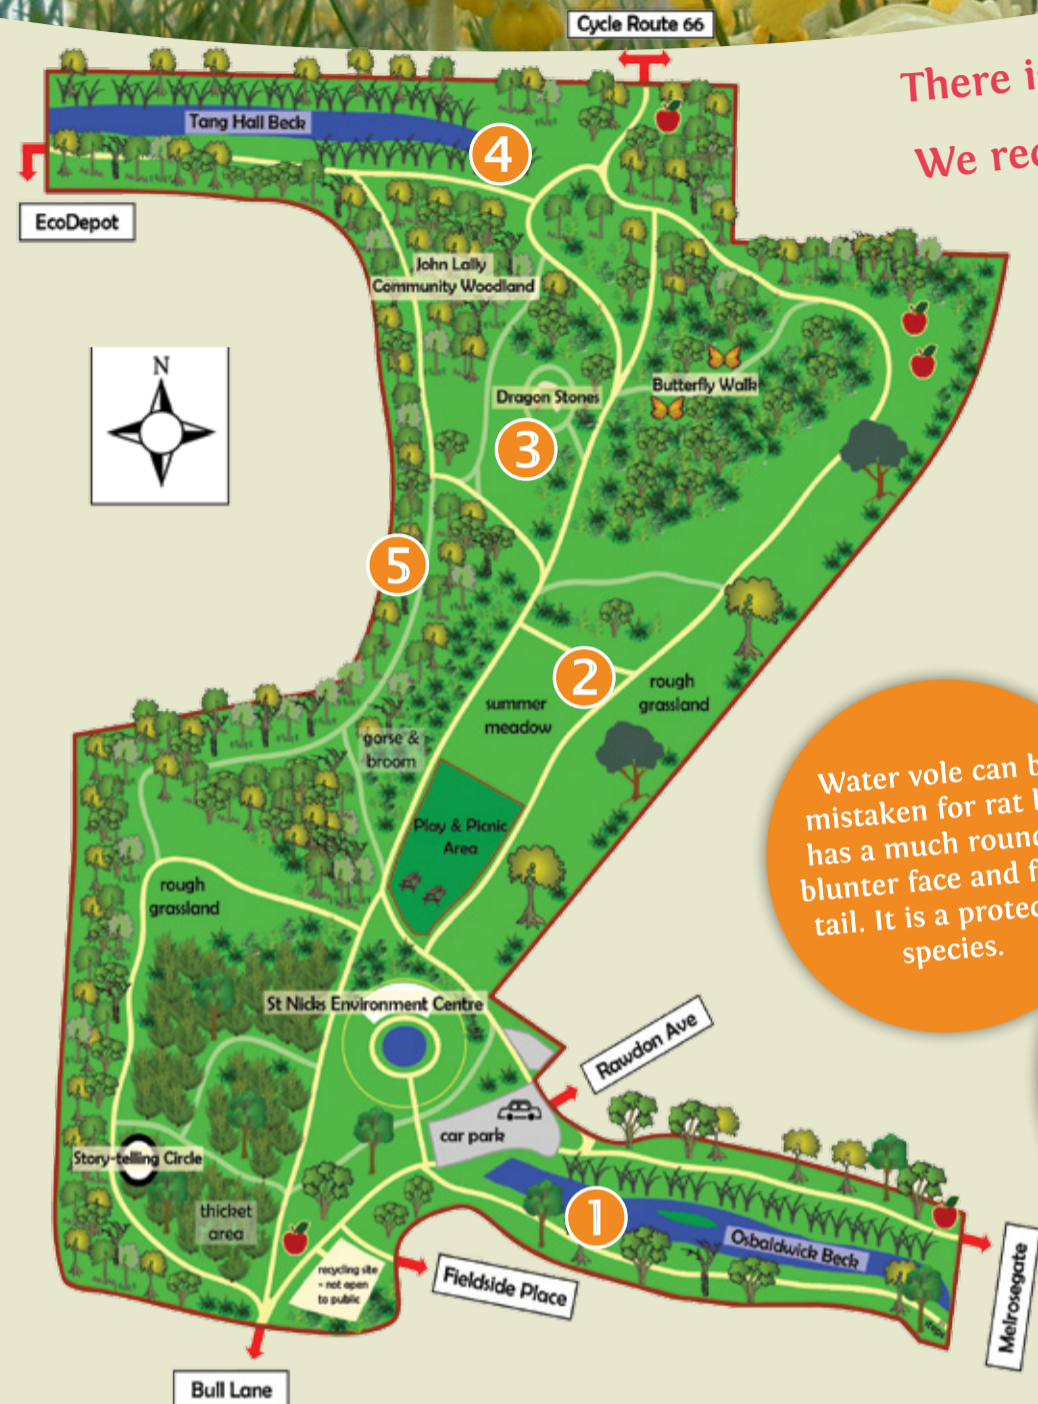 Cycle Route 66
There i
We rec
Tang Hall Beck
4
EcoDepot
John Lally
Community Woodland
N
Dragon Stones
Butterfly Walk
3
5
2
rough
grassland
summer
meadow
gorse &
broom
Play & Picnic
Area
Water vole can b
mistaken for rat b
has a much round
blunter face and f
tail. It is a protec
species.
rough
grassland
St Nicks Environment Centre
Rawdon Ave
car park
Story-telling Circle
thicket
area
1
Osbaldwick Beck
recycling site
- not open
to public
Fieldside Place
Melrosegate
steps
Bull Lane